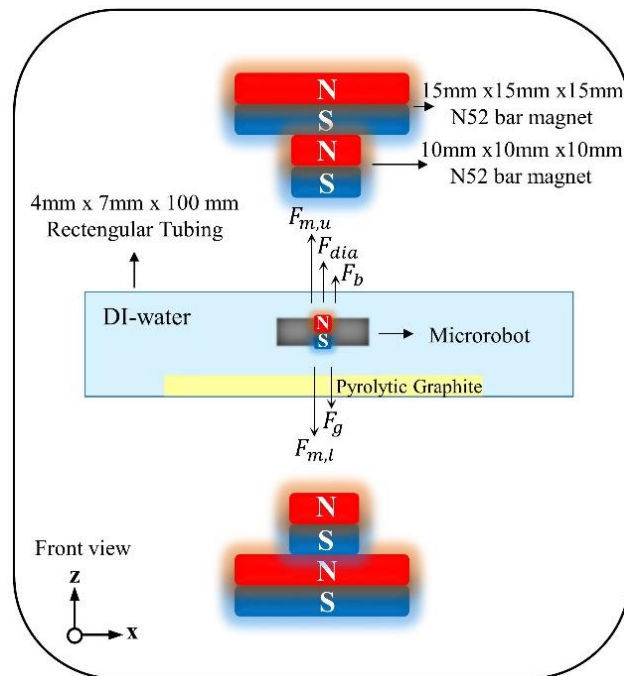 N
S
15mm x15mm x15mm
N52 bar magnet
N
S
10mm x10mm x10mm
N52 bar magnet
4mm x 7mm x 100 mm
Rectengular Tubing
F_{m,u}
F_{dia}
F_b
DI-water
N
S
Microrobot
Pyrolytic Graphite
F_g
F_{m,l}
N
S
N
S
Front view
z
x